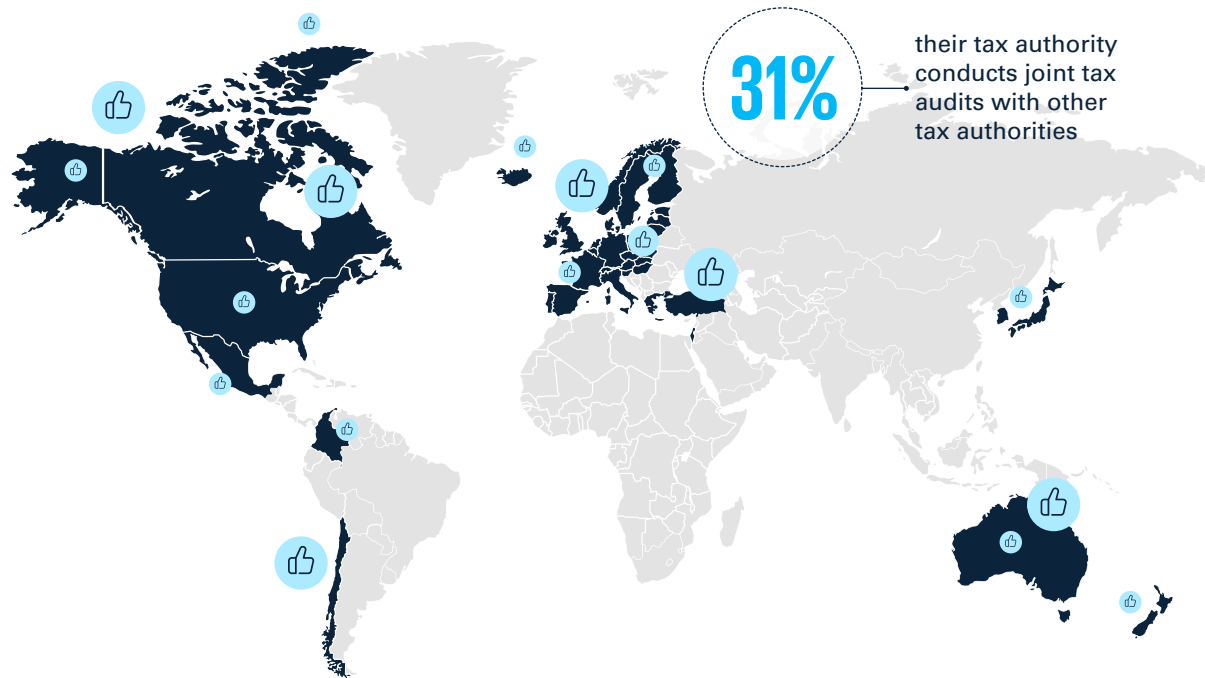 31%
their tax authority
conducts joint tax
audits with other
tax authorities